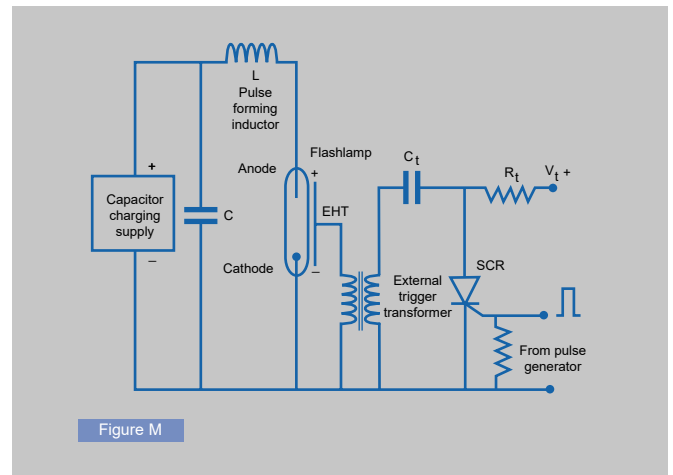 L
Pulse
forming
inductor
Anode
Flashlamp
+
+
Capacitor
charging
supply
–
C
EHT
Cathode
–
Ct
Rt
Vt +
SCR
External
trigger
transformer
From pulse
generator
Figure M